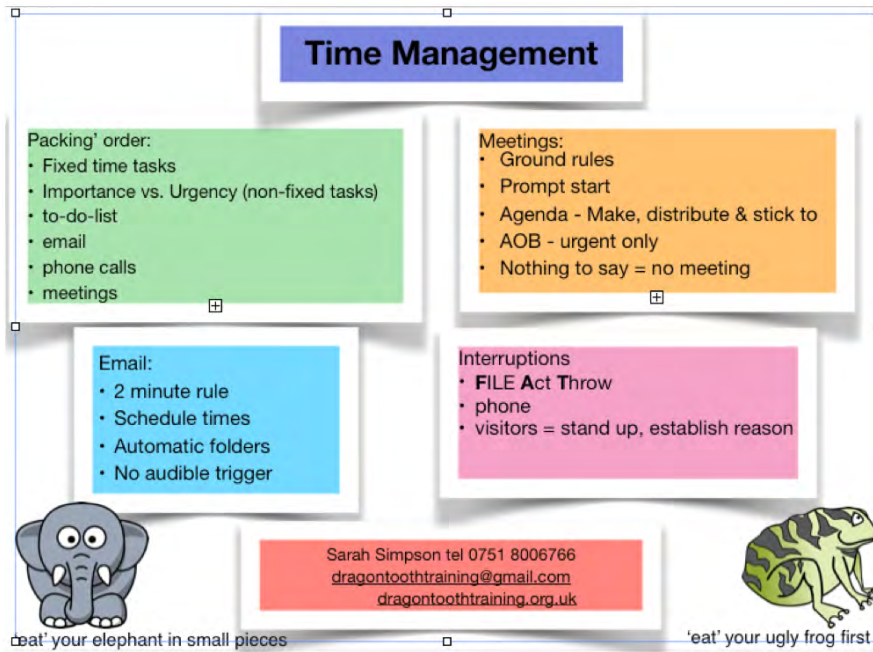 Time Management
Packing’ order:
• Fixed time tasks
• Importance vs. Urgency (non-fixed tasks)
• to-do-list
• email
• phone calls
• meetings
Meetings:
• Ground rules
• Prompt start
• Agenda - Make, distribute & stick to
• AOB - urgent only
• Nothing to say = no meeting
Email:
• 2 minute rule
• Schedule times
• Automatic folders
• No audible trigger
Interruptions
• FILE Act Throw
• phone
• visitors = stand up, establish reason
Sarah Simpson tel 0751 8006766
dragontoothtraining@gmail.com
dragontoothtraining.org.uk
eat’ your elephant in small pieces
‘eat’ your ugly frog first